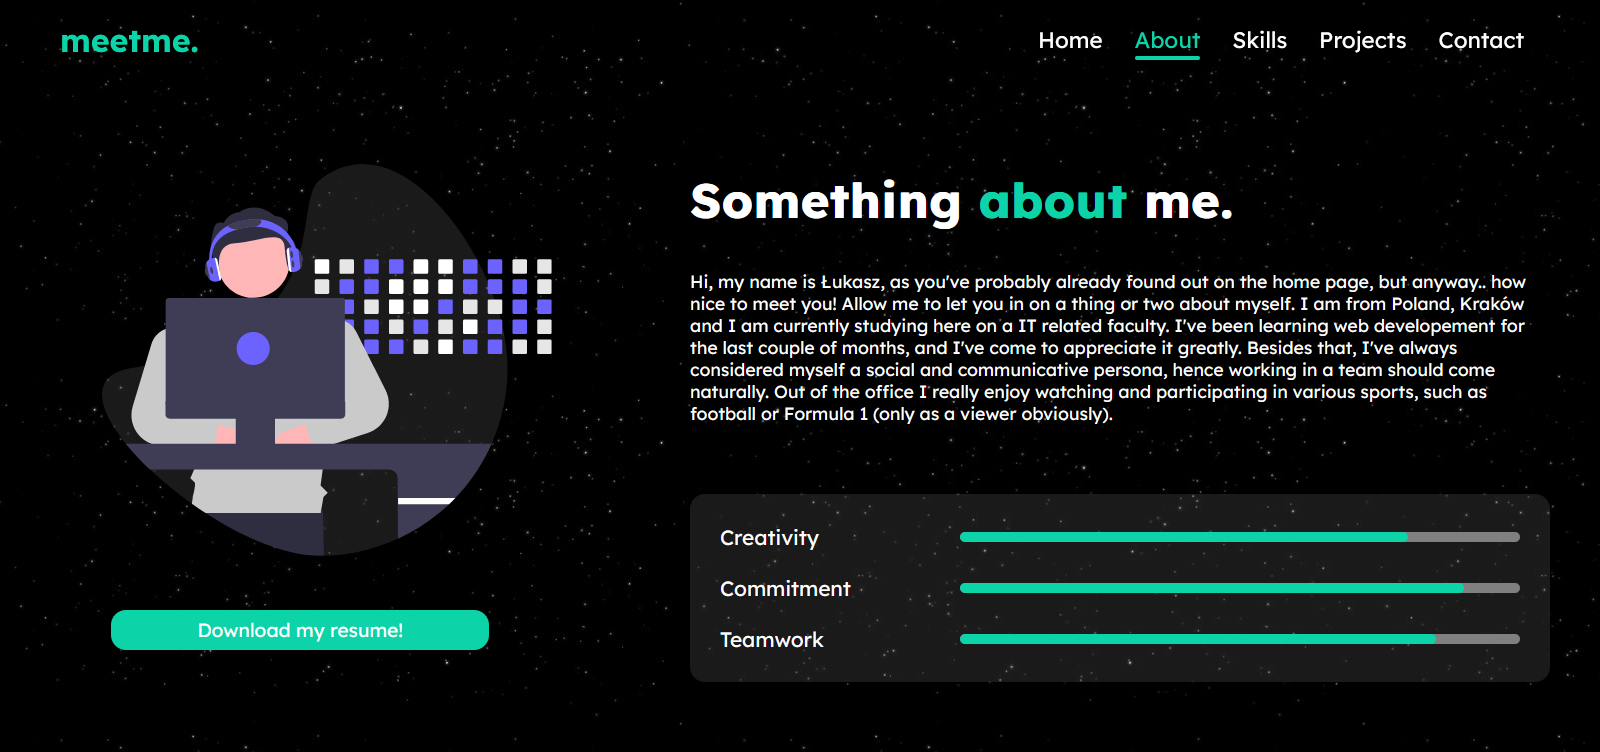 meetme.
Home About Skills Projects Contact
Something about me.
Hi, my name is Łukasz, as you've probably already found out on the home page, but anyway.. how
nice to meet you! Allow me to let you in on a thing or two about myself. I am from Poland, Kraków
and I am currently studying here on a IT related faculty. I've been learning web developement for
the last couple of months, and I've come to appreciate it greatly. Besides that, I've always
considered myself a social and communicative persona, hence working in a team should come
naturally. Out of the office I really enjoy watching and participating in various sports, such as
football or Formula 1 (only as a viewer obviously).
Creativity
Commitment
Teamwork
Download my resume!